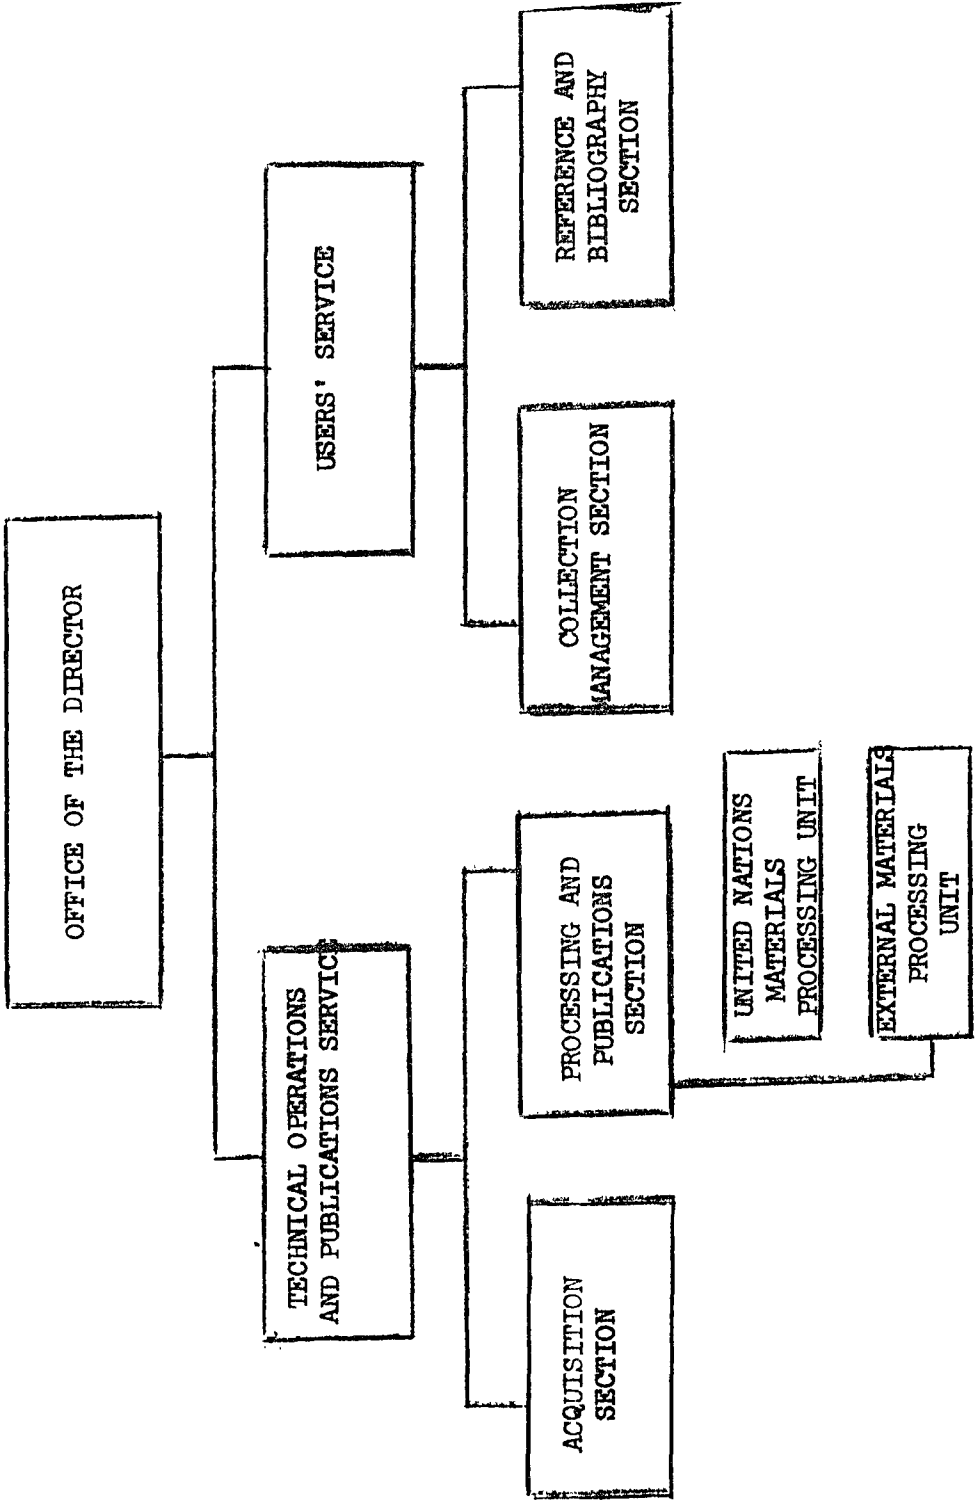 OFFICE OF THE DIRECTOR
TECHNICAL OPERATIONS
AND PUBLICATIONS SERVICE
USERS' SERVICE
ACQUISITION
SECTION
PROCESSING AND
PUBLICATIONS
SECTION
COLLECTION
MANAGEMENT SECTION
REFERENCE AND
BIBLIOGRAPHY
SECTION
UNITED NATIONS
MATERIALS
PROCESSING UNIT
EXTERNAL MATERIALS
PROCESSING
UNIT